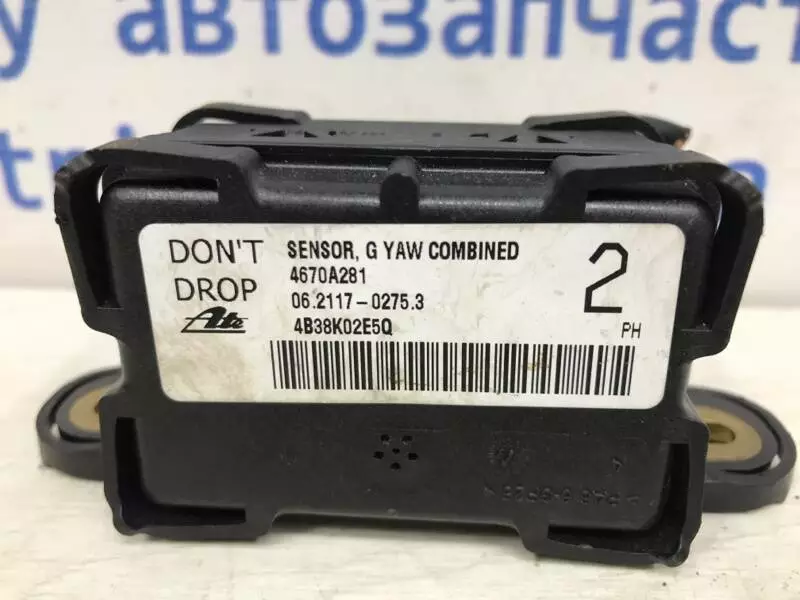 у автозапчаст
DON'T
DROP
Ate
SENSOR, G YAW COMBINED
4670A281
06.2117-0275.3
4B38K02E5Q
2
PH